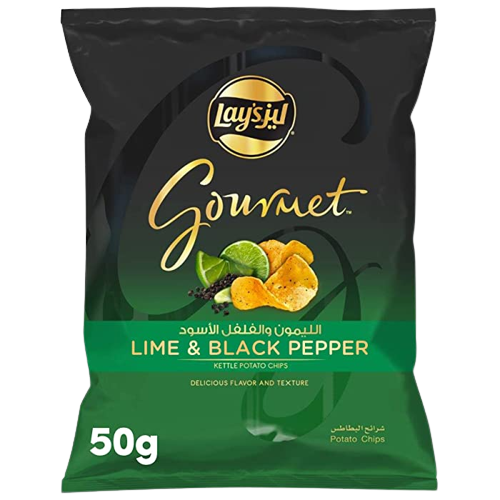 Lay's ليز
Gourmet™
الليمون والفلفل الأسود
LIME & BLACK PEPPER
KETTLE POTATO CHIPS
DELICIOUS FLAVOR AND TEXTURE
50g
شرائح البطاطس
Potato Chips